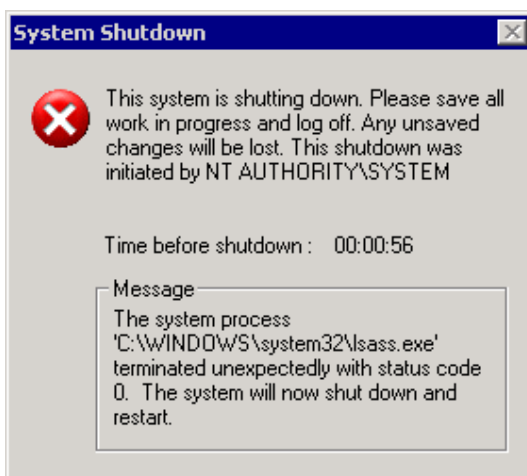 System Shutdown
This system is shutting down. Please save all
work in progress and log off. Any unsaved
changes will be lost. This shutdown was
initiated by NT AUTHORITY\SYSTEM
Time before shutdown : 00:00:56
Message
The system process
'C:\WINDOWS\system32\lsass.exe'
terminated unexpectedly with status code
0. The system will now shut down and
restart.